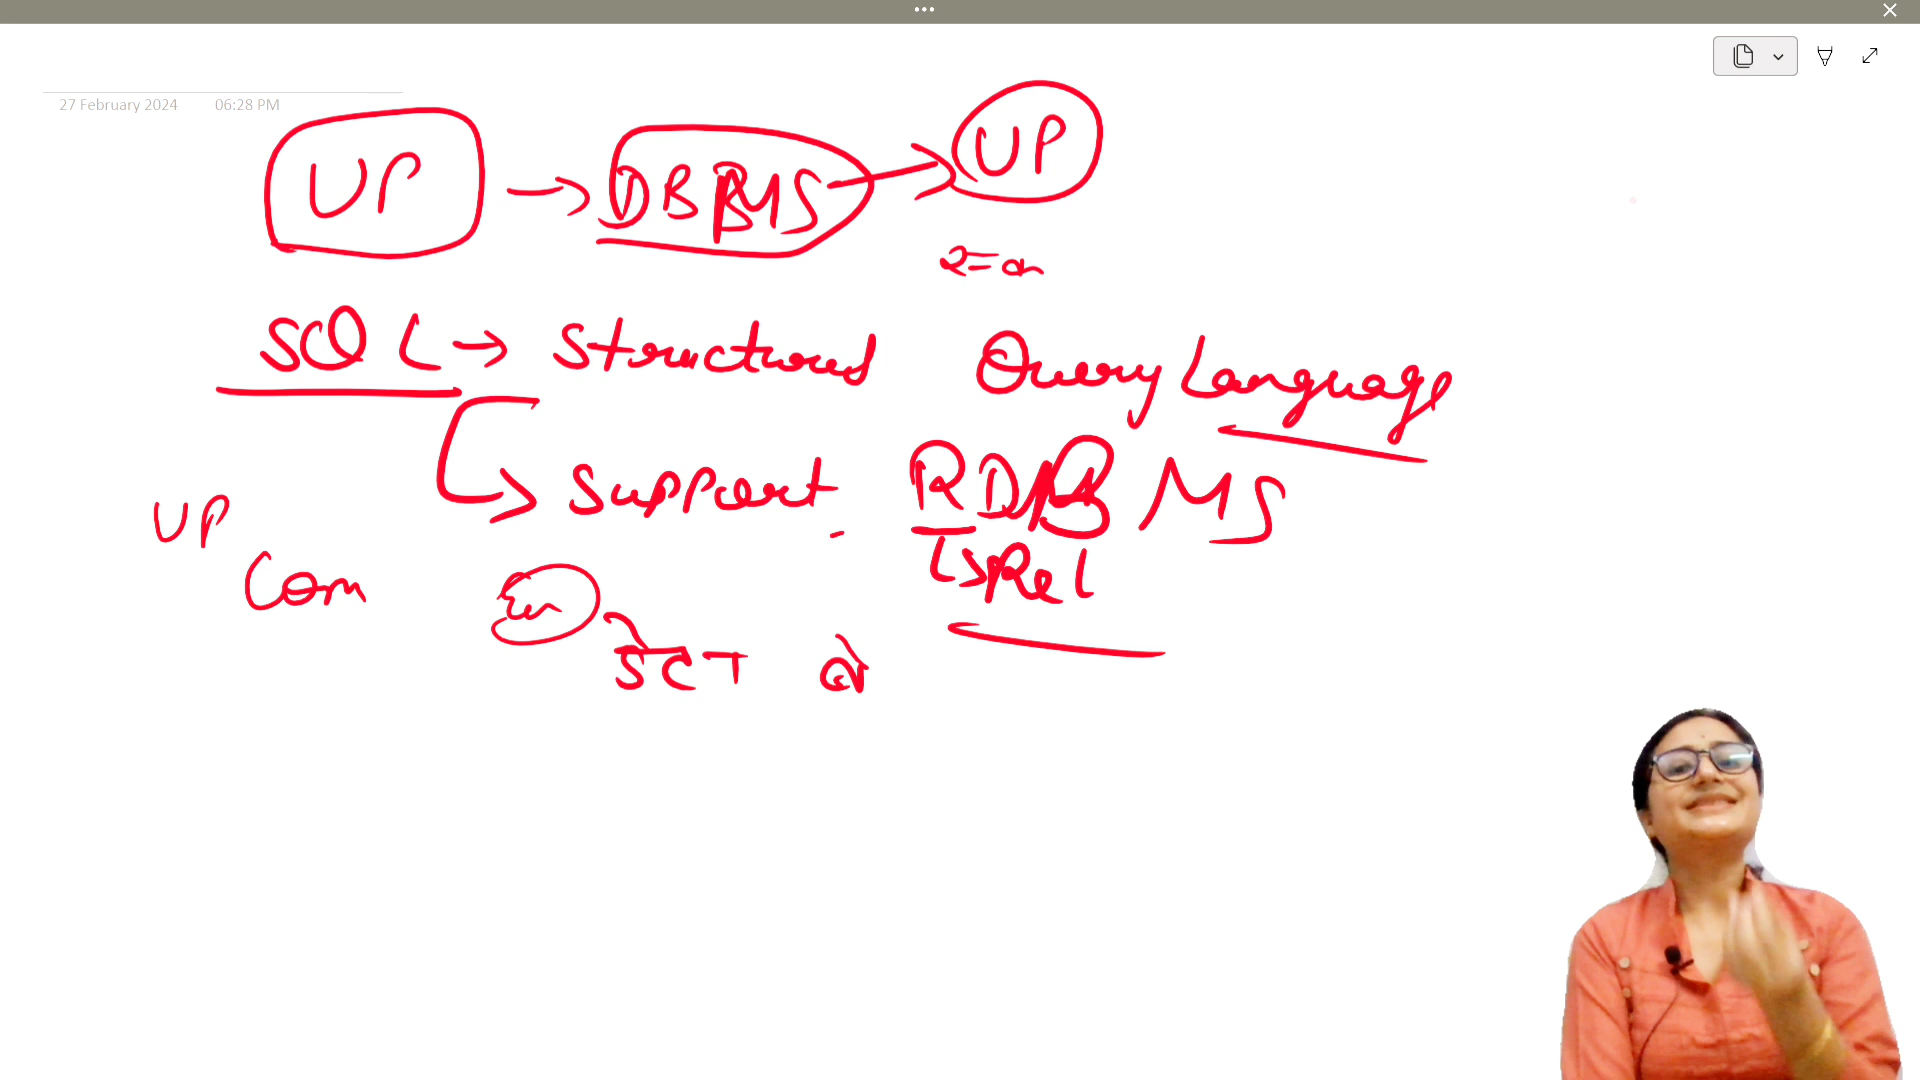 27 February 2024 06:28 PM
UP → DBMS → UP
SQL → Structured Query Language
Support RDBMS
↳ Rel
UP
Com